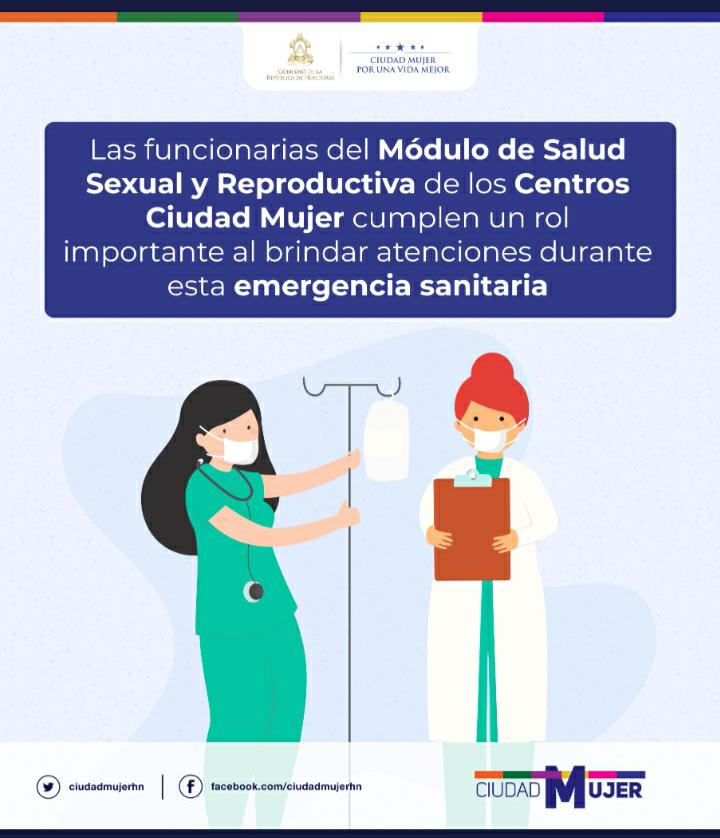 GOBIERNO DE LA
REPÚBLICA DE HONDURAS
CIUDAD MUJER
POR UNA VIDA MEJOR
Las funcionarias del Módulo de Salud
Sexual y Reproductiva de los Centros
Ciudad Mujer cumplen un rol
importante al brindar atenciones durante
esta emergencia sanitaria
ciudadmujerhn
facebook.com/ciudadmujerhn
CIUDAD MUJER